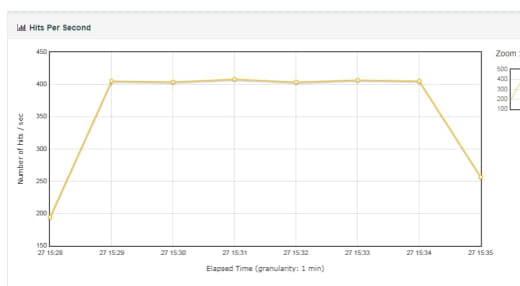 Hits Per Second
450
400
350
300
250
200
150
Number of hits / sec
27 15:28 27 15:29 27 15:30 27 15:31 27 15:32 27 15:33 27 15:34 27 15:35
Elapsed Time (granularity: 1 min)
Zoom :
500
400
300
200
100